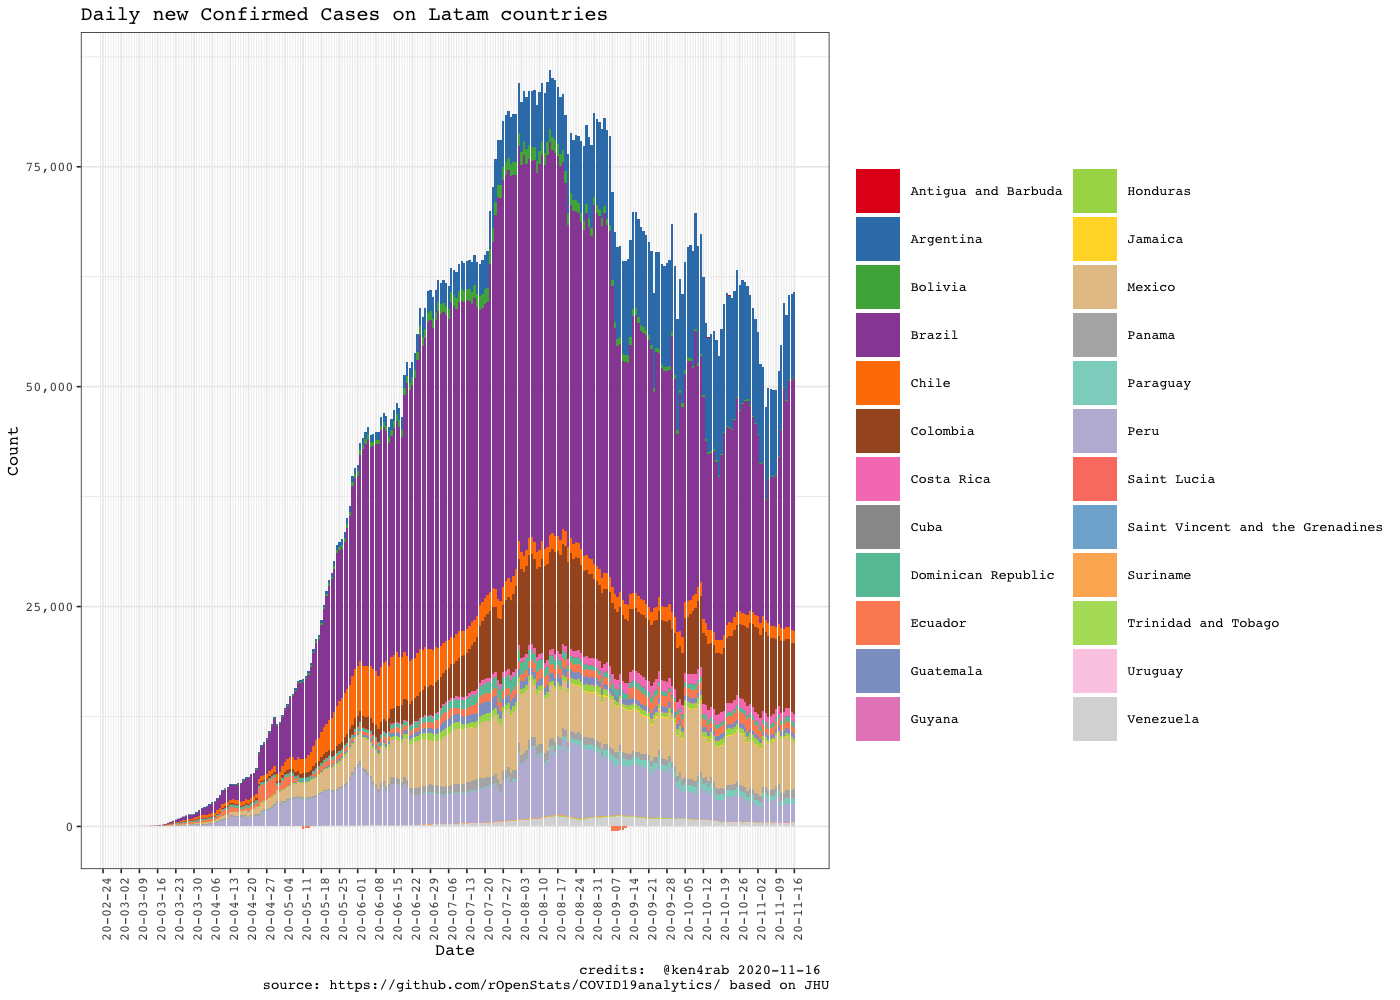 Daily new Confirmed Cases on Latam countries
Count
75,000
50,000
25,000
0
20-02-24
20-03-02
20-03-09
20-03-16
20-03-23
20-03-30
20-04-06
20-04-13
20-04-20
20-04-27
20-05-04
20-05-11
20-05-18
20-05-25
20-06-01
20-06-08
20-06-15
20-06-22
20-06-29
20-07-06
20-07-13
20-07-20
20-07-27
20-08-03
20-08-10
20-08-17
20-08-24
20-08-31
20-09-07
20-09-14
20-09-21
20-09-28
20-10-05
20-10-12
20-10-19
20-10-26
20-11-02
20-11-09
20-11-16
Date
Antigua and Barbuda
Argentina
Bolivia
Brazil
Chile
Colombia
Costa Rica
Cuba
Dominican Republic
Ecuador
Guatemala
Guyana
Honduras
Jamaica
Mexico
Panama
Paraguay
Peru
Saint Lucia
Saint Vincent and the Grenadines
Suriname
Trinidad and Tobago
Uruguay
Venezuela
credits:  @ken4rab 2020-11-16
source: https://github.com/rOpenStats/COVID19analytics/ based on JHU